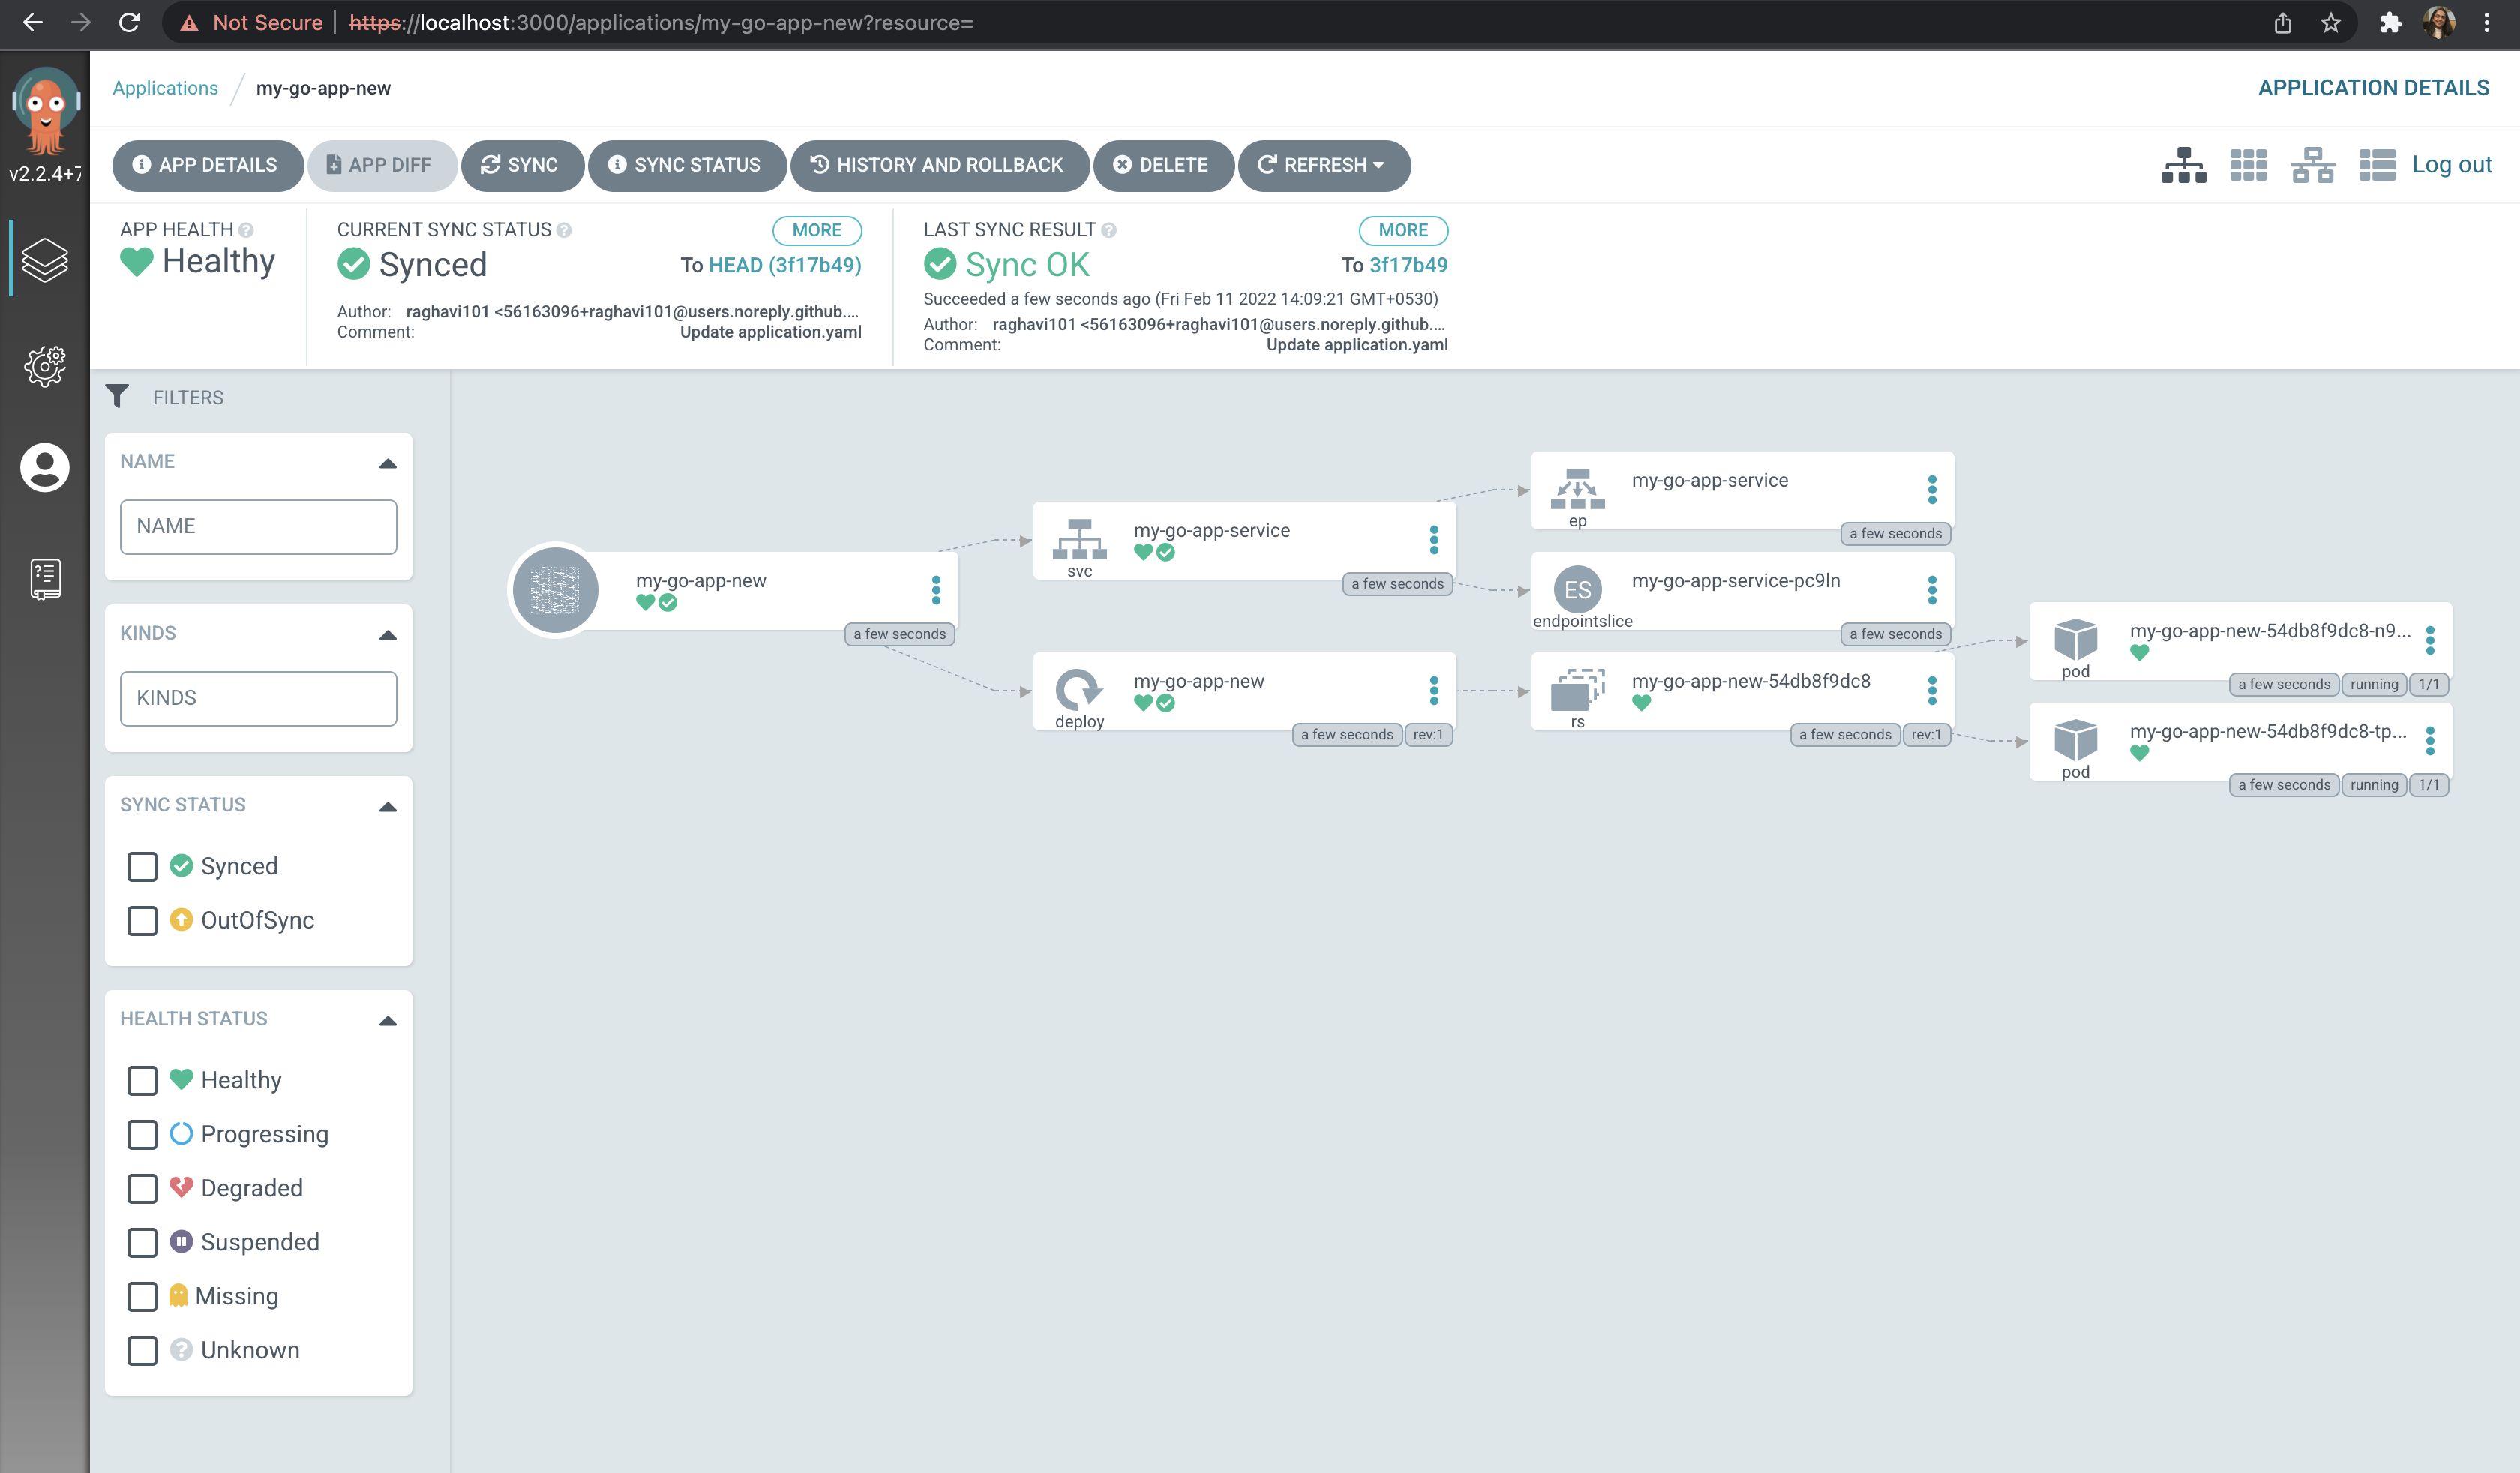 Not Secure | https://localhost:3000/applications/my-go-app-new?resource=
v2.2.4+7
Applications / my-go-app-new
APPLICATION DETAILS
APP DETAILS APP DIFF SYNC SYNC STATUS HISTORY AND ROLLBACK DELETE REFRESH
Log out
APP HEALTH
Healthy
CURRENT SYNC STATUS MORE
Synced To HEAD (3f17b49)
Author: raghavi101 <56163096+raghavi101@users.noreply.github....
Comment: Update application.yaml
LAST SYNC RESULT MORE
Sync OK To 3f17b49
Succeeded a few seconds ago (Fri Feb 11 2022 14:09:21 GMT+0530)
Author: raghavi101 <56163096+raghavi101@users.noreply.github....
Comment: Update application.yaml
FILTERS
NAME
NAME
KINDS
KINDS
SYNC STATUS
Synced
OutOfSync
HEALTH STATUS
Healthy
Progressing
Degraded
Suspended
Missing
Unknown
my-go-app-new
a few seconds
my-go-app-service
svc
a few seconds
my-go-app-new
deploy
a few seconds rev:1
my-go-app-service
ep
a few seconds
ES
my-go-app-service-pc9ln
endpointslice
a few seconds
my-go-app-new-54db8f9dc8
rs
a few seconds rev:1
my-go-app-new-54db8f9dc8-n9...
pod
a few seconds running 1/1
my-go-app-new-54db8f9dc8-tp...
pod
a few seconds running 1/1